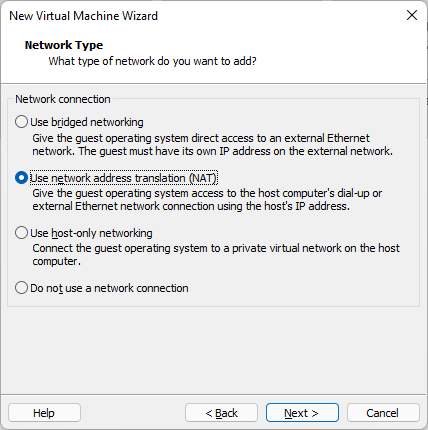 New Virtual Machine Wizard
Network Type
What type of network do you want to add?
Network connection
Use bridged networking
Give the guest operating system direct access to an external Ethernet
network. The guest must have its own IP address on the external network.
Use network address translation (NAT)
Give the guest operating system access to the host computer's dial-up or
external Ethernet network connection using the host's IP address.
Use host-only networking
Connect the guest operating system to a private virtual network on the host
computer.
Do not use a network connection
Help
< Back
Next >
Cancel